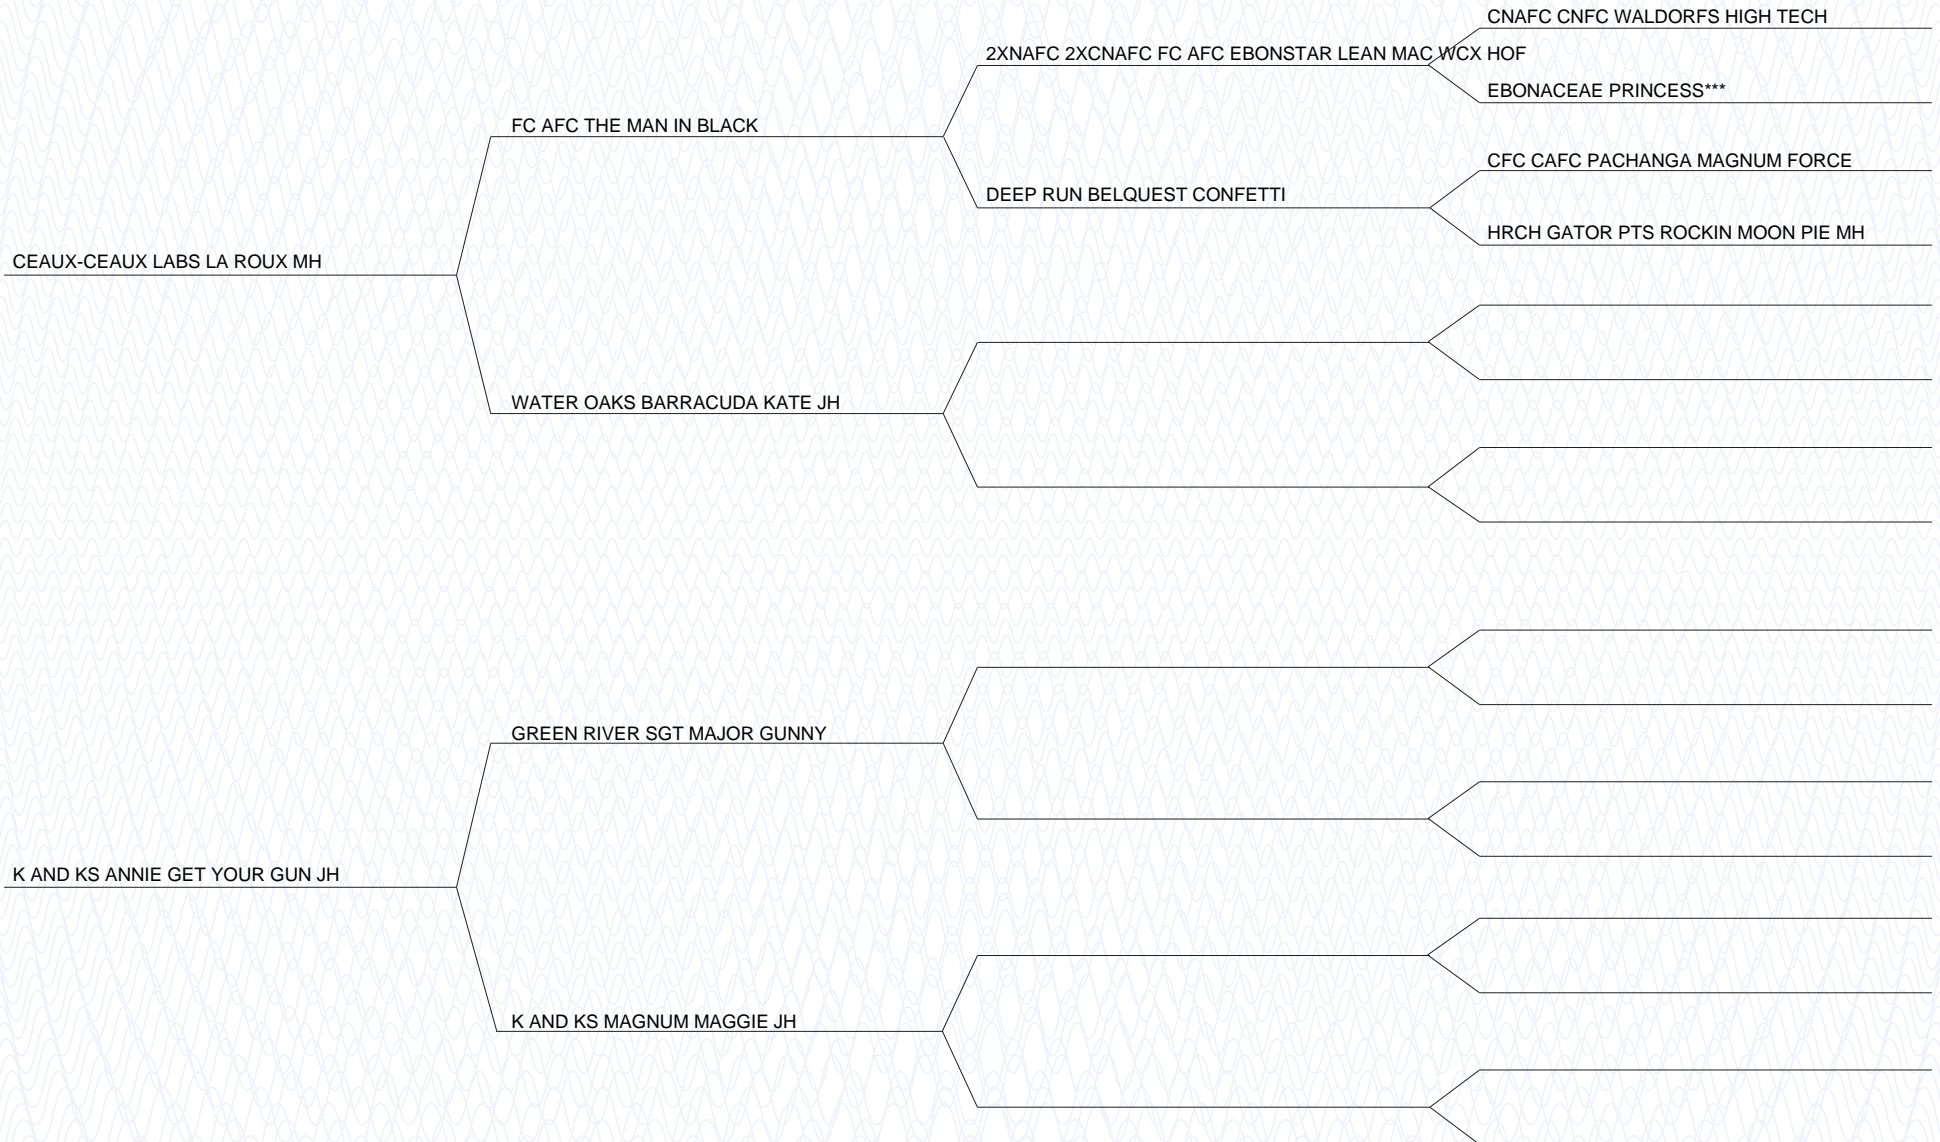 CNAFC CNFC WALDORFS HIGH TECH
2XNAFC 2XCNAFC FC AFC EBONSTAR LEAN MAC WCX HOF
EBONACEAE PRINCESS***
FC AFC THE MAN IN BLACK
CFC CAFC PACHANGA MAGNUM FORCE
DEEP RUN BELQUEST CONFETTI
HRCH GATOR PTS ROCKIN MOON PIE MH
CEAUX-CEAUX LABS LA ROUX MH
WATER OAKS BARRACUDA KATE JH
GREEN RIVER SGT MAJOR GUNNY
K AND KS ANNIE GET YOUR GUN JH
K AND KS MAGNUM MAGGIE JH